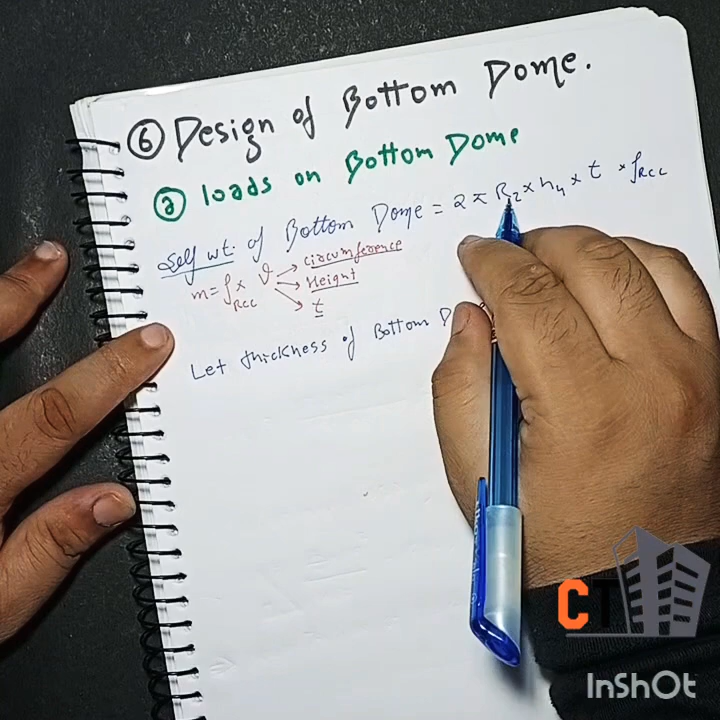 ⑥ Design of Bottom Dome.
ⓐ loads on Bottom Dome
Self wt. of Bottom Dome = 2 π R₂ × h₄ × t × ρRCC
m = ρRCC × ϑ → circumference
→ Height
→ t
Let thickness of Bottom D
CT
InShOt